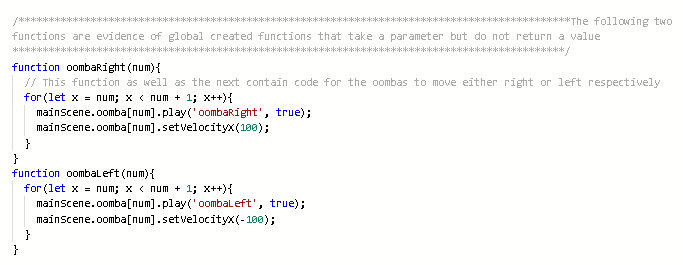 /*********************************************************************************************The following two
functions are evidence of global created functions that take a parameter but do not return a value
*********************************************************************************************/
function oombaRight(num){
  // This function as well as the next contain code for the oombas to move either right or left respectively
  for(let x = num; x < num + 1; x++){
    mainScene.oomba[num].play('oombaRight', true);
    mainScene.oomba[num].setVelocityX(100);
  }
}
function oombaLeft(num){
  for(let x = num; x < num + 1; x++){
    mainScene.oomba[num].play('oombaLeft', true);
    mainScene.oomba[num].setVelocityX(-100);
  }
}